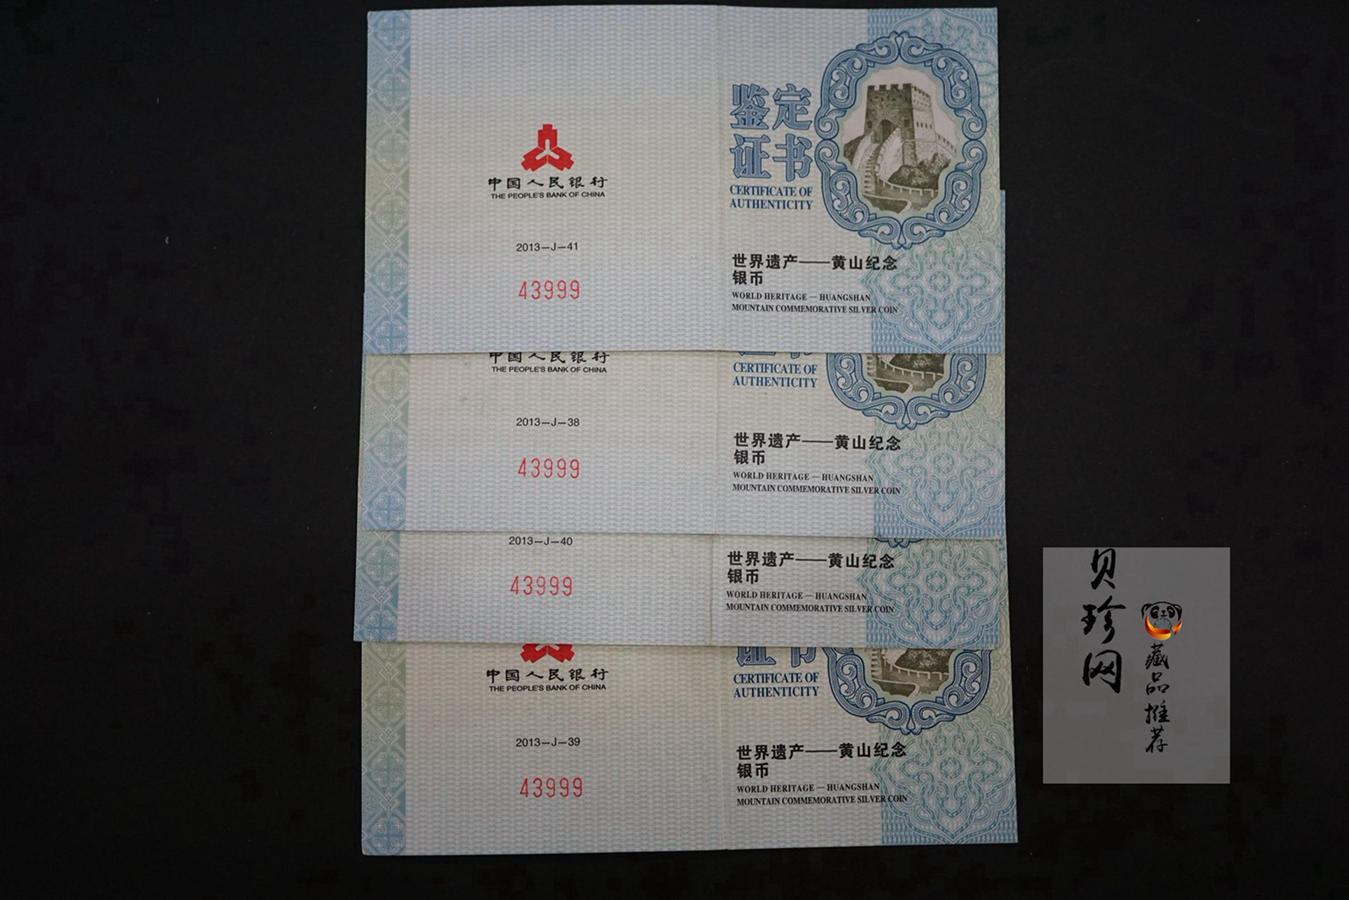 鉴定
证书
CERTIFICATE OF
AUTHENTICITY
中国人民银行
THE PEOPLE'S BANK OF CHINA
2013—J—41
43999
世界遗产——黄山纪念
银币
WORLD HERITAGE — HUANGSHAN
MOUNTAIN COMMEMORATIVE SILVER COIN
中国人民银行
THE PEOPLE'S BANK OF CHINA
证书
CERTIFICATE OF
AUTHENTICITY
2013—J—38
43999
世界遗产——黄山纪念
银币
WORLD HERITAGE — HUANGSHAN
MOUNTAIN COMMEMORATIVE SILVER COIN
2013—J—40
43999
世界遗产——黄山纪念
银币
WORLD HERITAGE — HUANGSHAN
MOUNTAIN COMMEMORATIVE SILVER COIN
中国人民银行
THE PEOPLE'S BANK OF CHINA
证书
CERTIFICATE OF
AUTHENTICITY
2013—J—39
43999
世界遗产——黄山纪念
银币
WORLD HERITAGE — HUANGSHAN
MOUNTAIN COMMEMORATIVE SILVER COIN
贝珍网
藏品推荐